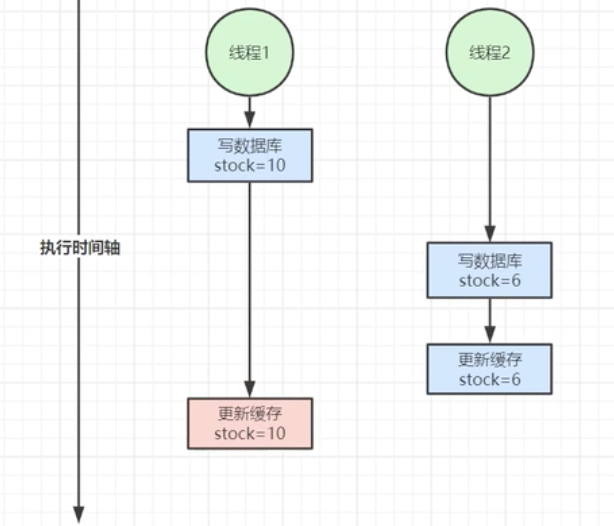 线程1
线程2
写数据库
stock=10
执行时间轴
写数据库
stock=6
更新缓存
stock=6
更新缓存
stock=10